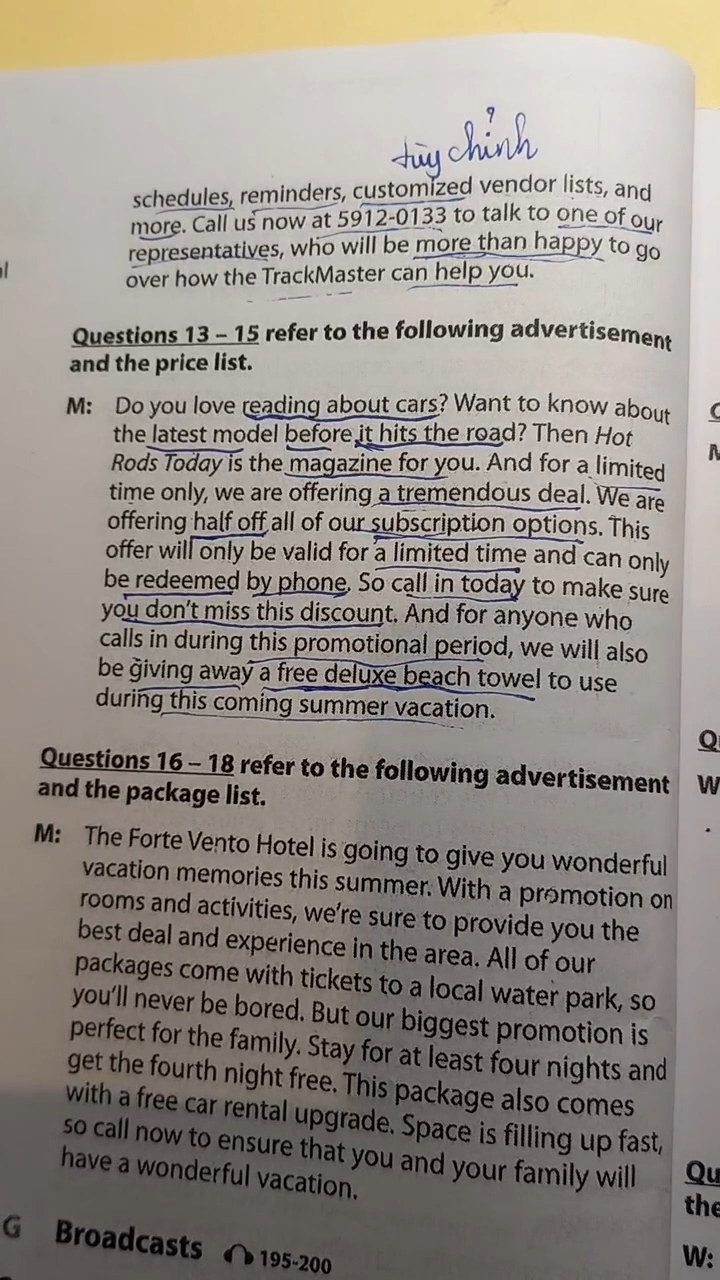 tùy chỉnh
schedules, reminders, customized vendor lists, and
more. Call us now at 5912-0133 to talk to one of our
representatives, who will be more than happy to go
over how the TrackMaster can help you.
Questions 13 – 15 refer to the following advertisement
and the price list.
M: Do you love reading about cars? Want to know about
the latest model before it hits the road? Then Hot
Rods Today is the magazine for you. And for a limited
time only, we are offering a tremendous deal. We are
offering half off all of our subscription options. This
offer will only be valid for a limited time and can only
be redeemed by phone. So call in today to make sure
you don't miss this discount. And for anyone who
calls in during this promotional period, we will also
be giving away a free deluxe beach towel to use
during this coming summer vacation.
Questions 16 – 18 refer to the following advertisement
and the package list.
M: The Forte Vento Hotel is going to give you wonderful
vacation memories this summer. With a promotion on
rooms and activities, we're sure to provide you the
best deal and experience in the area. All of our
packages come with tickets to a local water park, so
you'll never be bored. But our biggest promotion is
perfect for the family. Stay for at least four nights and
get the fourth night free. This package also comes
with a free car rental upgrade. Space is filling up fast,
so call now to ensure that you and your family will
have a wonderful vacation.
G Broadcasts 195-200
Qu
the
W: